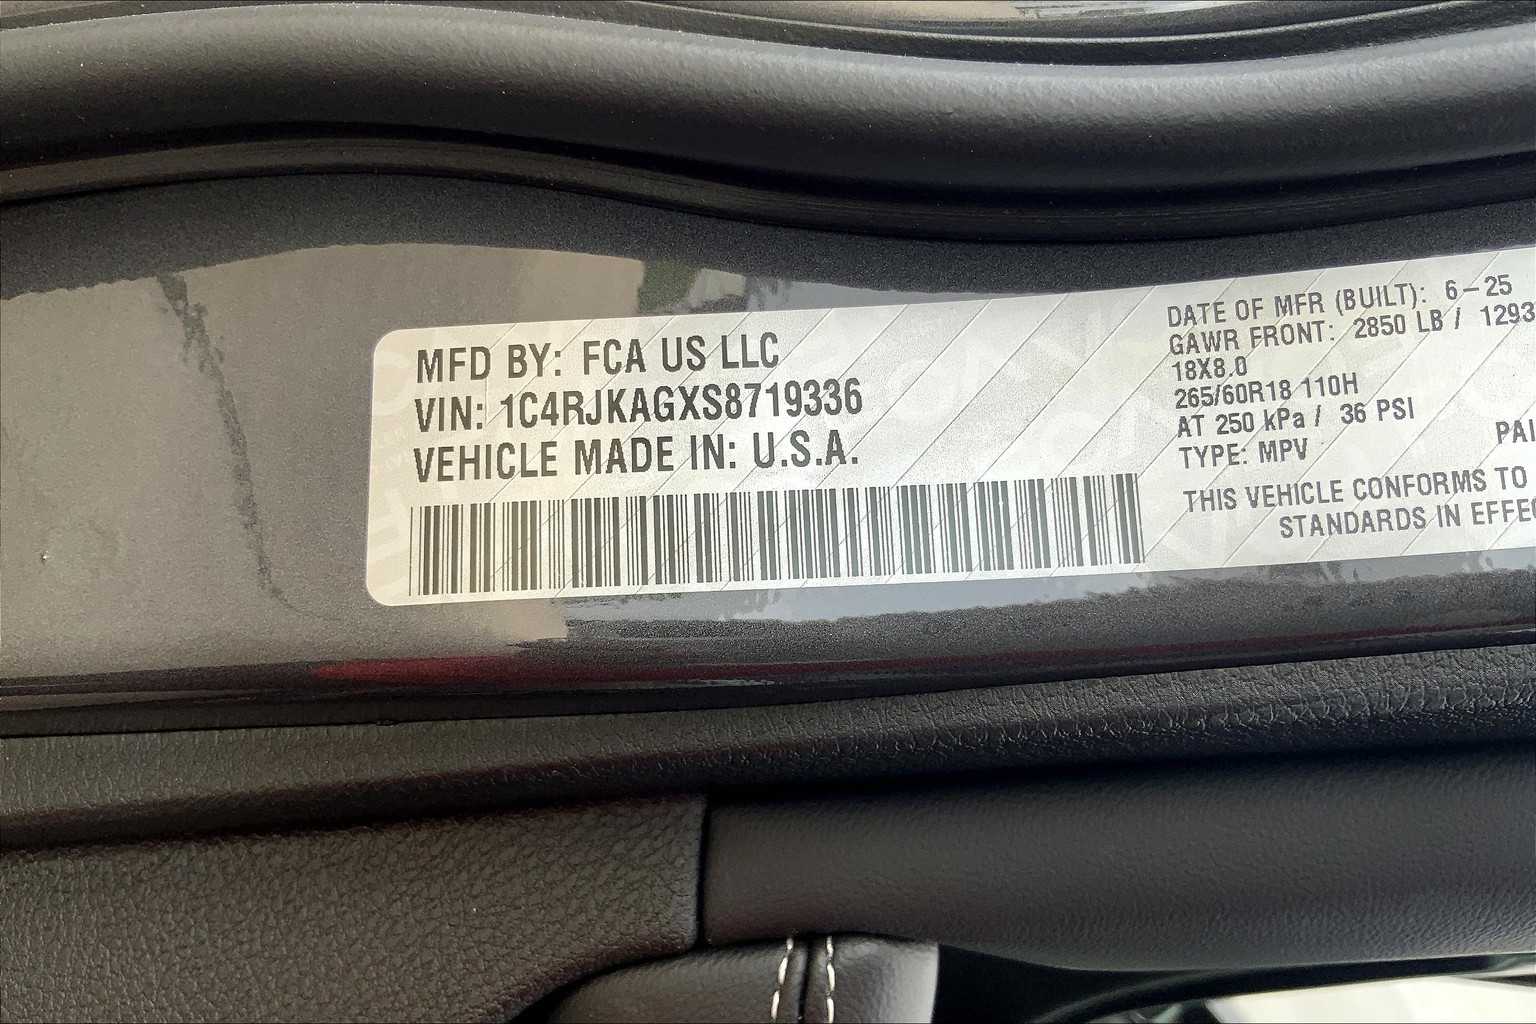 MFD BY: FCA US LLC
VIN: 1C4RJKAGXS8719336
VEHICLE MADE IN: U.S.A.
DATE OF MFR (BUILT): 6-25
GAWR FRONT: 2850 LB / 1293
18X8.0
265/60R18 110H
AT 250 kPa / 36 PSI
TYPE: MPV
PAI
THIS VEHICLE CONFORMS TO
STANDARDS IN EFFEC